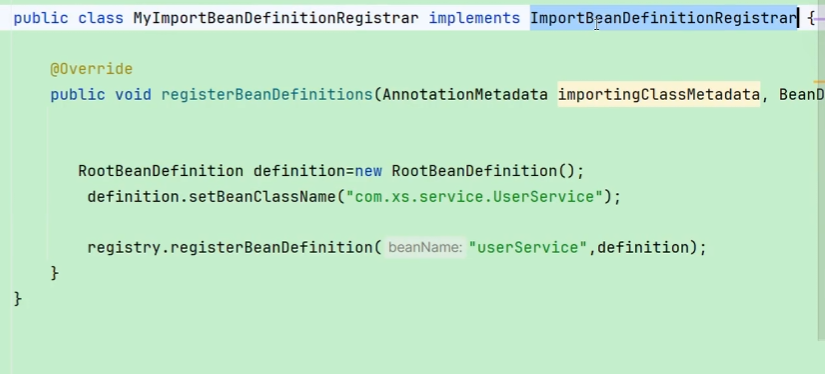 public class MyImportBeanDefinitionRegistrar implements ImportBeanDefinitionRegistrar {
@Override
public void registerBeanDefinitions(AnnotationMetadata importingClassMetadata, BeanD
RootBeanDefinition definition=new RootBeanDefinition();
definition.setBeanClassName("com.xs.service.UserService");
registry.registerBeanDefinition( beanName: "userService",definition);
}
}